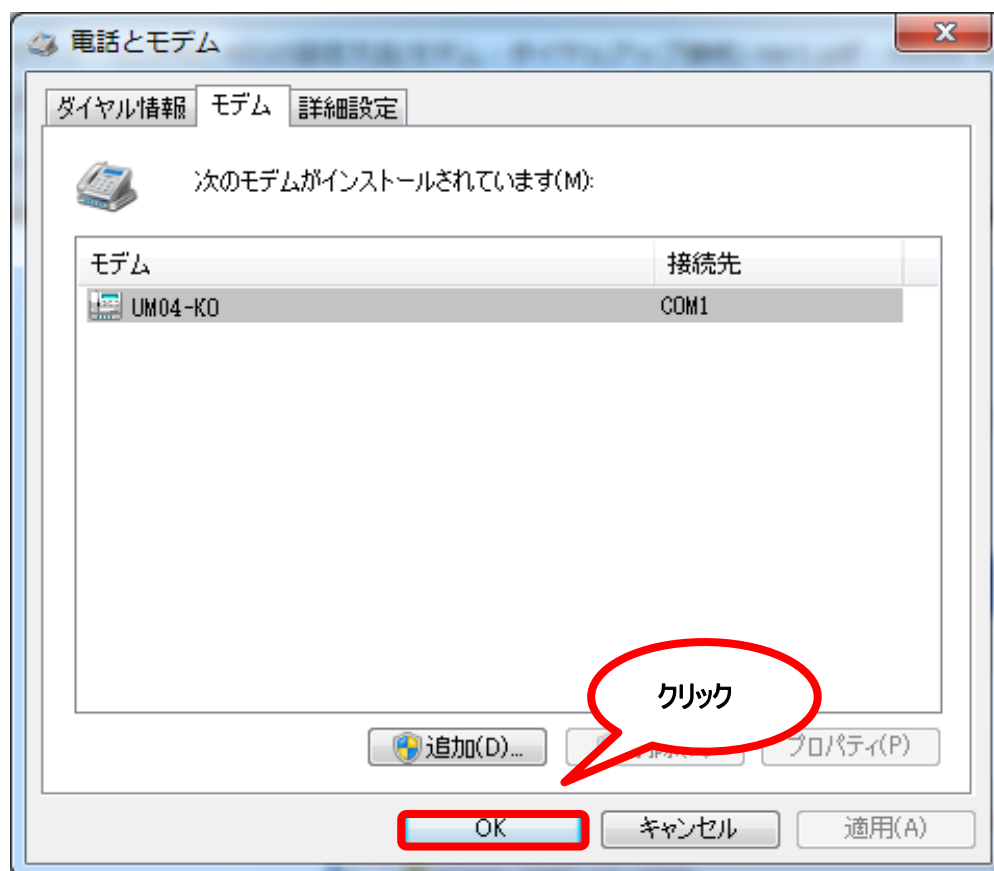 電話とモデム
ダイヤル情報 モデム 詳細設定
次のモデムがインストールされています(M):
モデム 接続先
UM04-KO COM1
クリック
追加(D)... プロパティ(P)
OK キャンセル 適用(A)